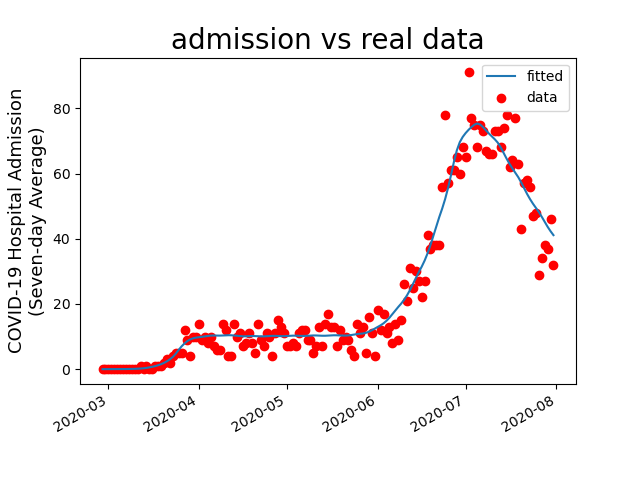 admission vs real data
COVID-19 Hospital Admission
(Seven-day Average)
80
60
40
20
0
fitted
data
2020-03
2020-04
2020-05
2020-06
2020-07
2020-08